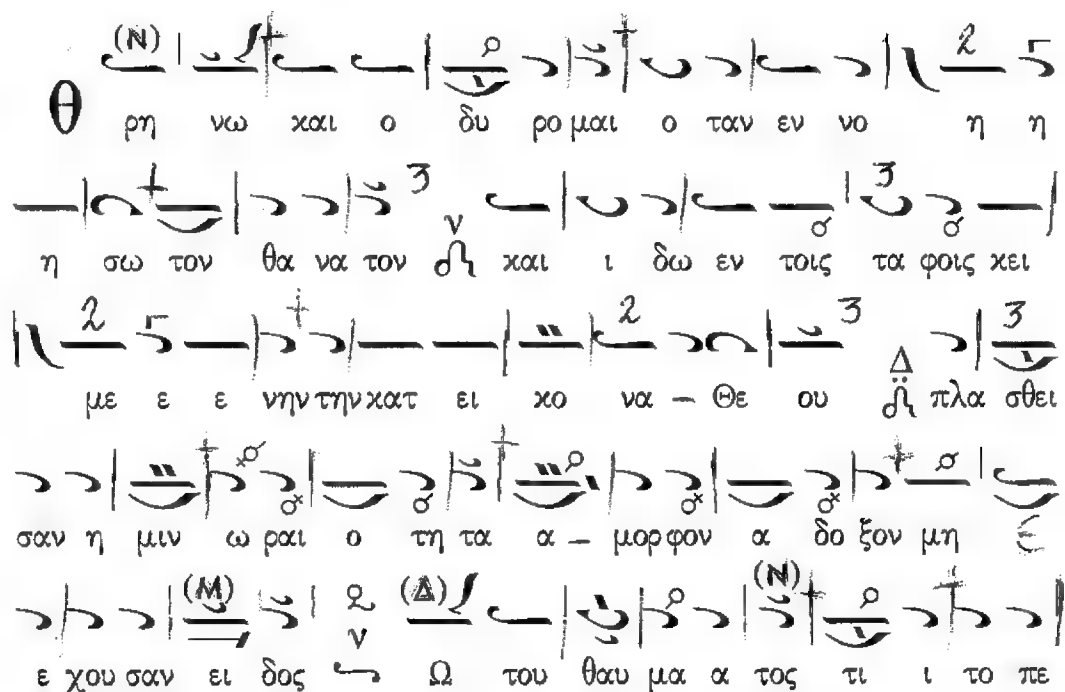 Θ ρη νω και ο δυ ρο μαι ο ταν εν νο η η
η σω τον θα να τον και ι δω εν τοις τα φοις κει
με ε ε νην την κατ ει κο να – Θε ου πλα σθει
σαν η μιν ω ραι ο τη τα α – μορ φον α δο ξον μη ε
ε χου σαν ει δος Ω του θαυ μα α τος τι ι το πε